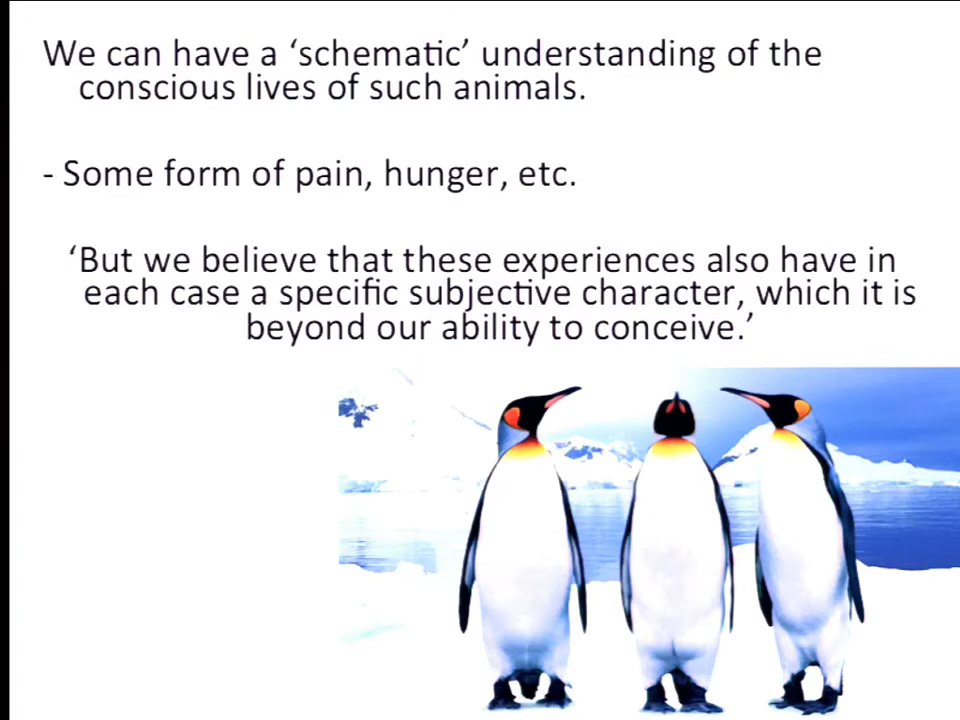 We can have a ‘schematic’ understanding of the
conscious lives of such animals.
- Some form of pain, hunger, etc.
‘But we believe that these experiences also have in
each case a specific subjective character, which it is
beyond our ability to conceive.’